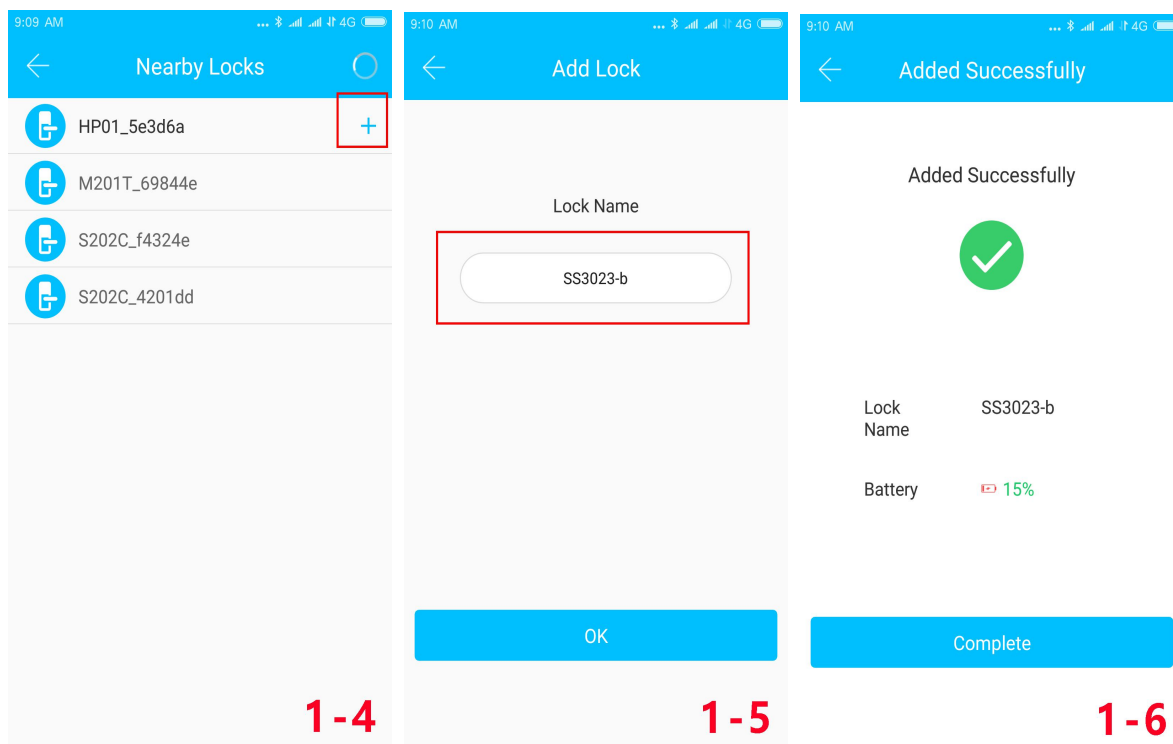 9:09 AM
... 4G
Nearby Locks
HP01_5e3d6a
+
M201T_69844e
S202C_f4324e
S202C_4201dd
1-4
9:10 AM
... 4G
Add Lock
Lock Name
SS3023-b
OK
1-5
9:10 AM
... 4G
Added Successfully
Added Successfully
Lock SS3023-b
Name
Battery 15%
Complete
1-6